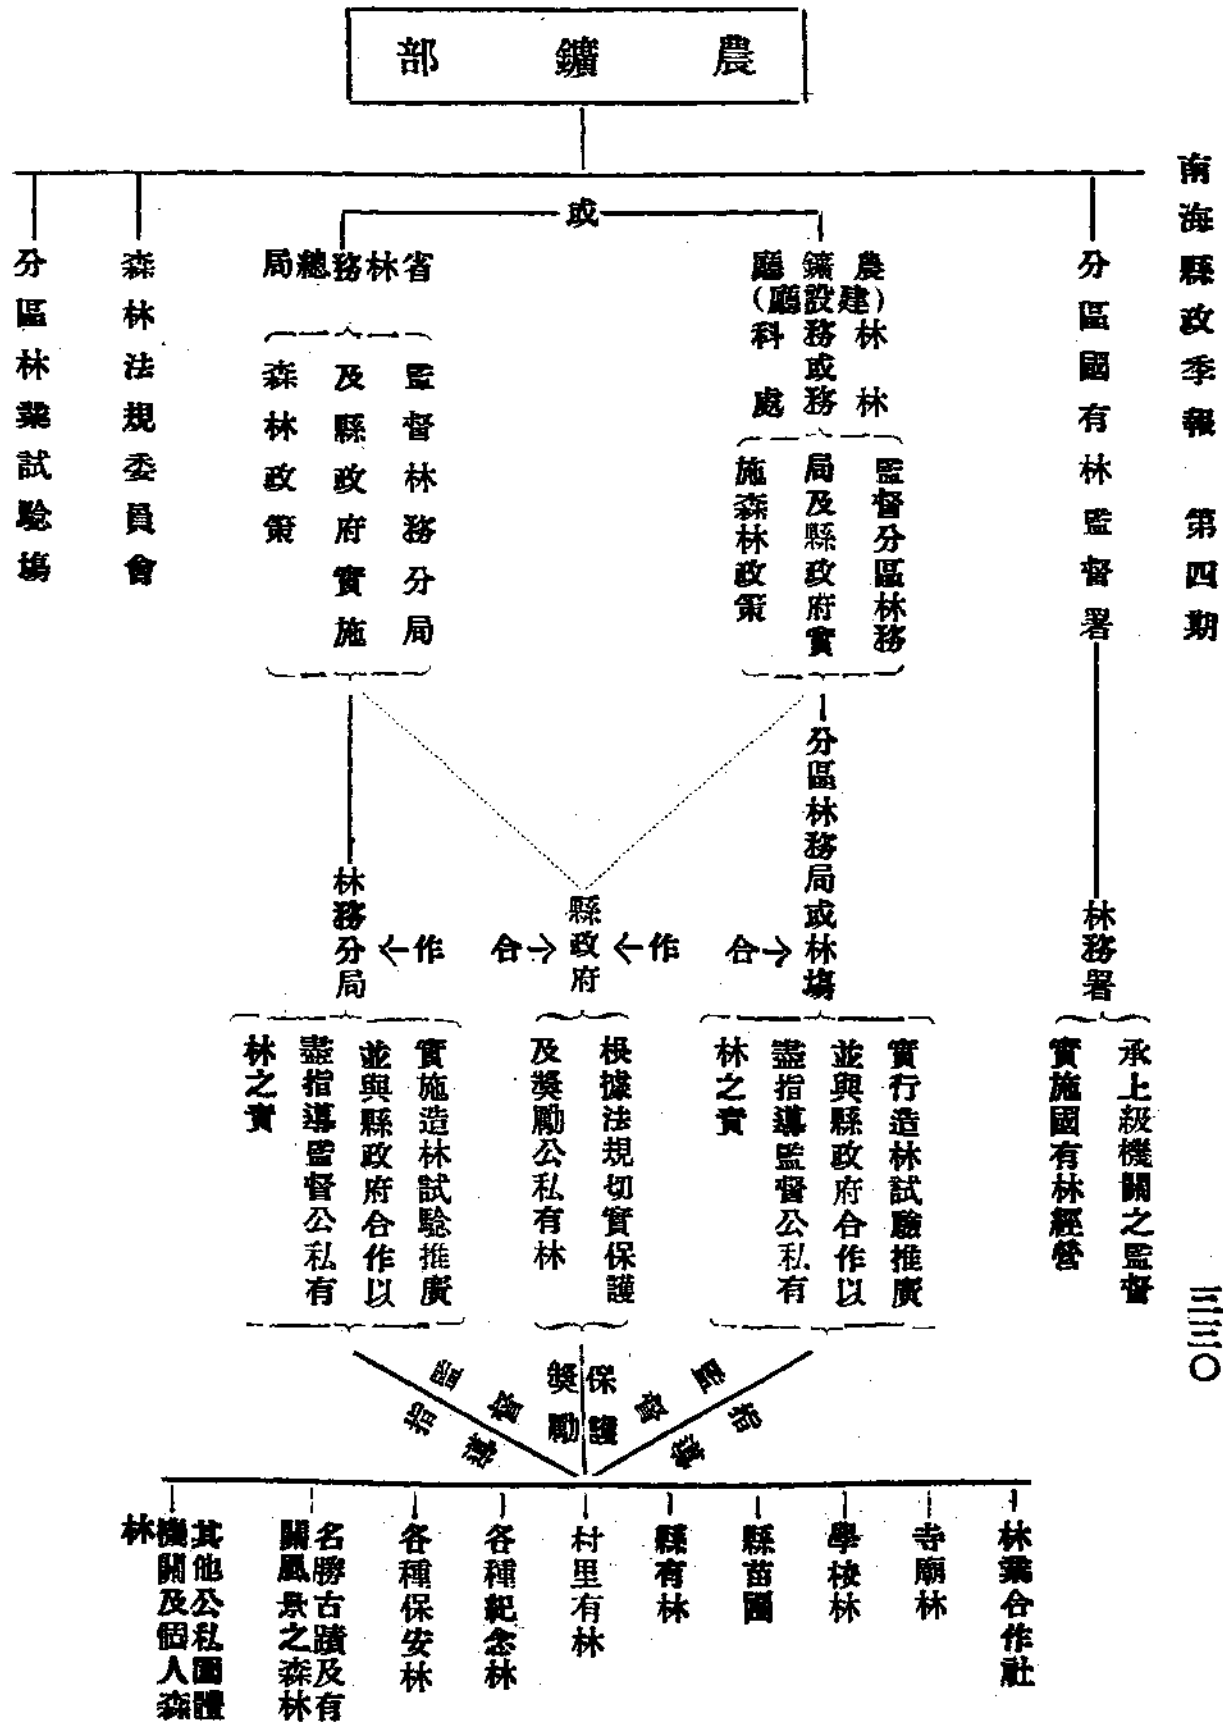 南海縣政季報　第四期
三三〇
農鑛部
分區國有林監督署
林務署
承上級機關之監督
實施國有林經營
或
農鑛廳
（建設廳）
林務科
或
林務處
監督分區林務
局及縣政府實
施森林政策
分區林務局或林塲
實行造林試驗推廣
並與縣政府合作以
盡指導監督公私有
林之責
合作
縣政府
根據法規切實保護
及獎勵公私有林
合作
省林務總局
監督林務分局
及縣政府實施
森林政策
林務分局
實施造林試驗推廣
並與縣政府合作以
盡指導監督公私有
林之責
森林法規委員會
分區林業試驗塲
指導
監督
保護
獎勵
監督
指導
林業合作社
寺廟林
學校林
縣苗圃
縣有林
村里有林
各種紀念林
各種保安林
名勝古蹟及有
關風景之森林
其他公私團體
機關及個人森
林